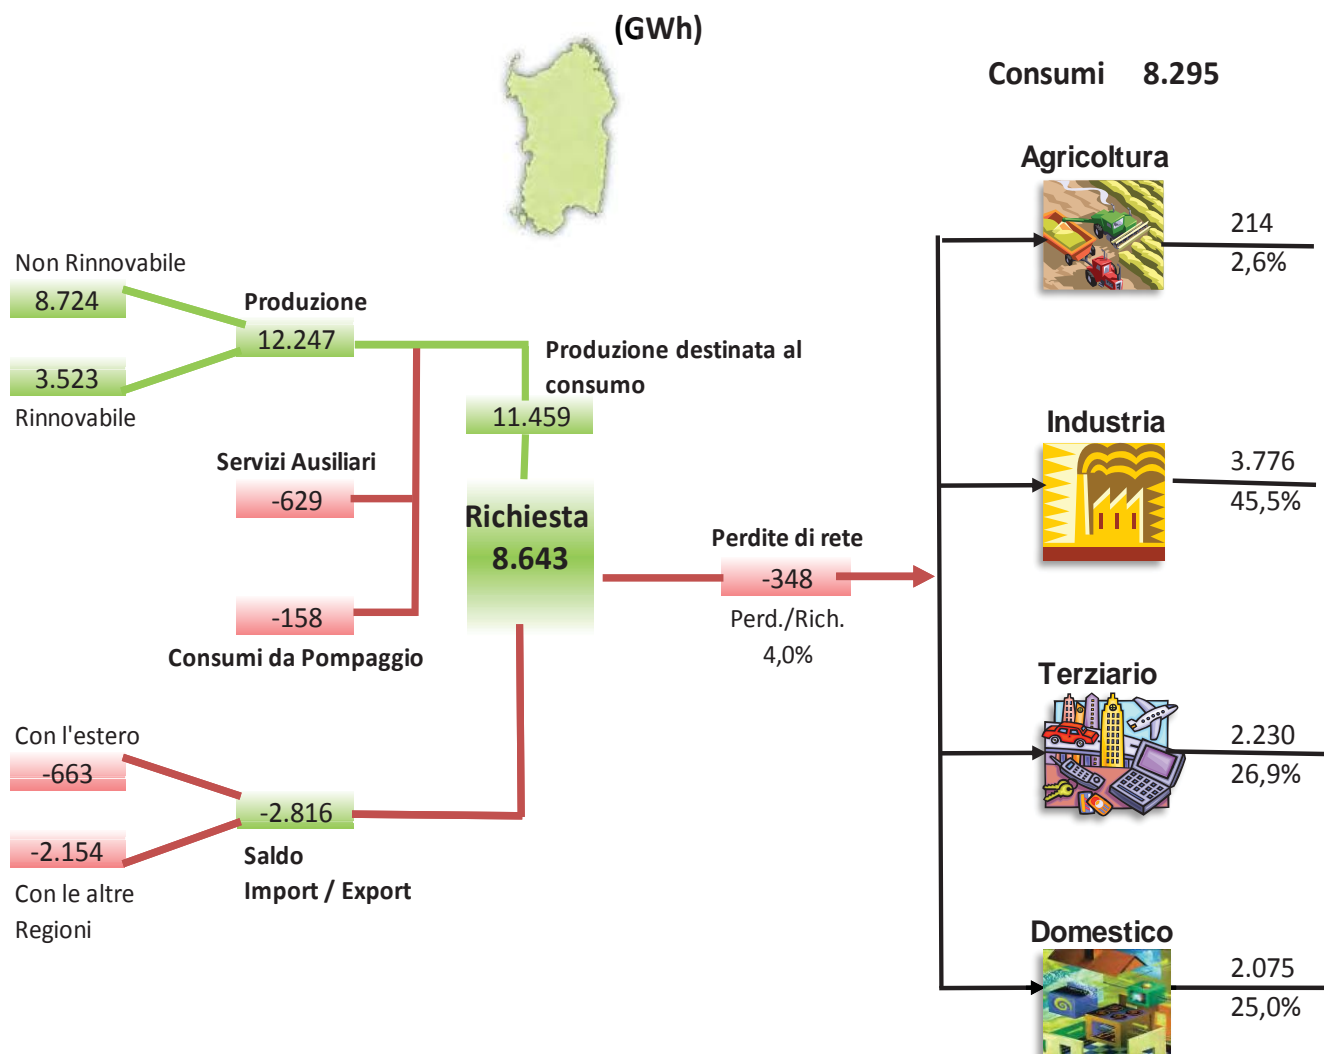 (GWh)
Consumi 8.295
Non Rinnovabile
8.724
3.523
Rinnovabile
Produzione
12.247
Servizi Ausiliari
-629
-158
Consumi da Pompaggio
Con l'estero
-663
-2.154
Con le altre
Regioni
-2.816
Saldo
Import / Export
Produzione destinata al
consumo
11.459
Richiesta
8.643
Perdite di rete
-348
Perd./Rich.
4,0%
Agricoltura
214
2,6%
Industria
3.776
45,5%
Terziario
2.230
26,9%
Domestico
2.075
25,0%